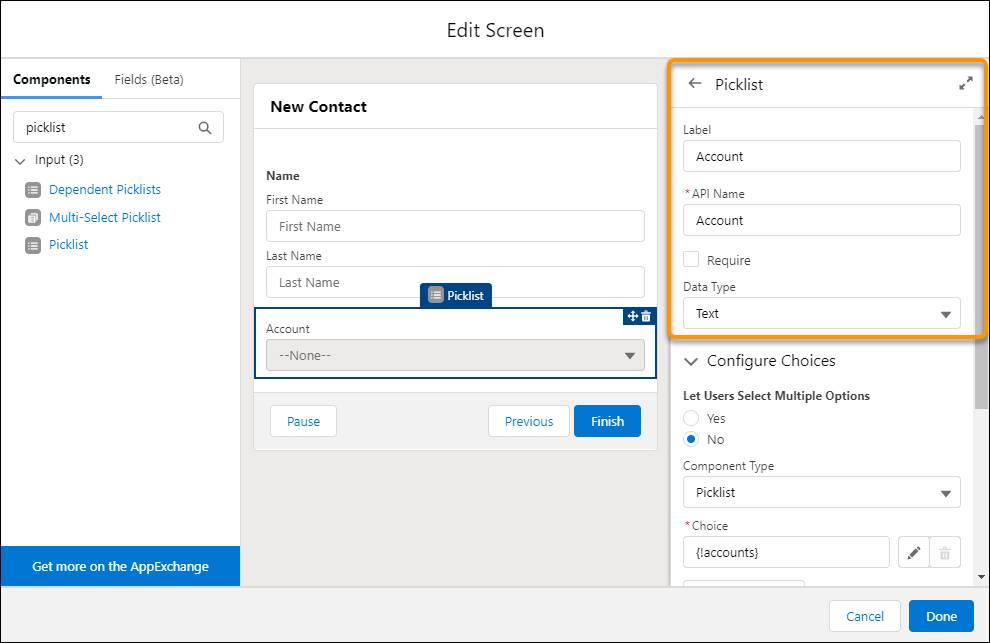 Edit Screen
Components
Fields (Beta)
picklist
Input (3)
Dependent Picklists
Multi-Select Picklist
Picklist
Get more on the AppExchange
New Contact
Name
First Name
First Name
Last Name
Last Name
Picklist
Account
--None--
Pause
Previous
Finish
Picklist
Label
Account
*API Name
Account
Require
Data Type
Text
Configure Choices
Let Users Select Multiple Options
Yes
No
Component Type
Picklist
*Choice
{!accounts}
Cancel
Done